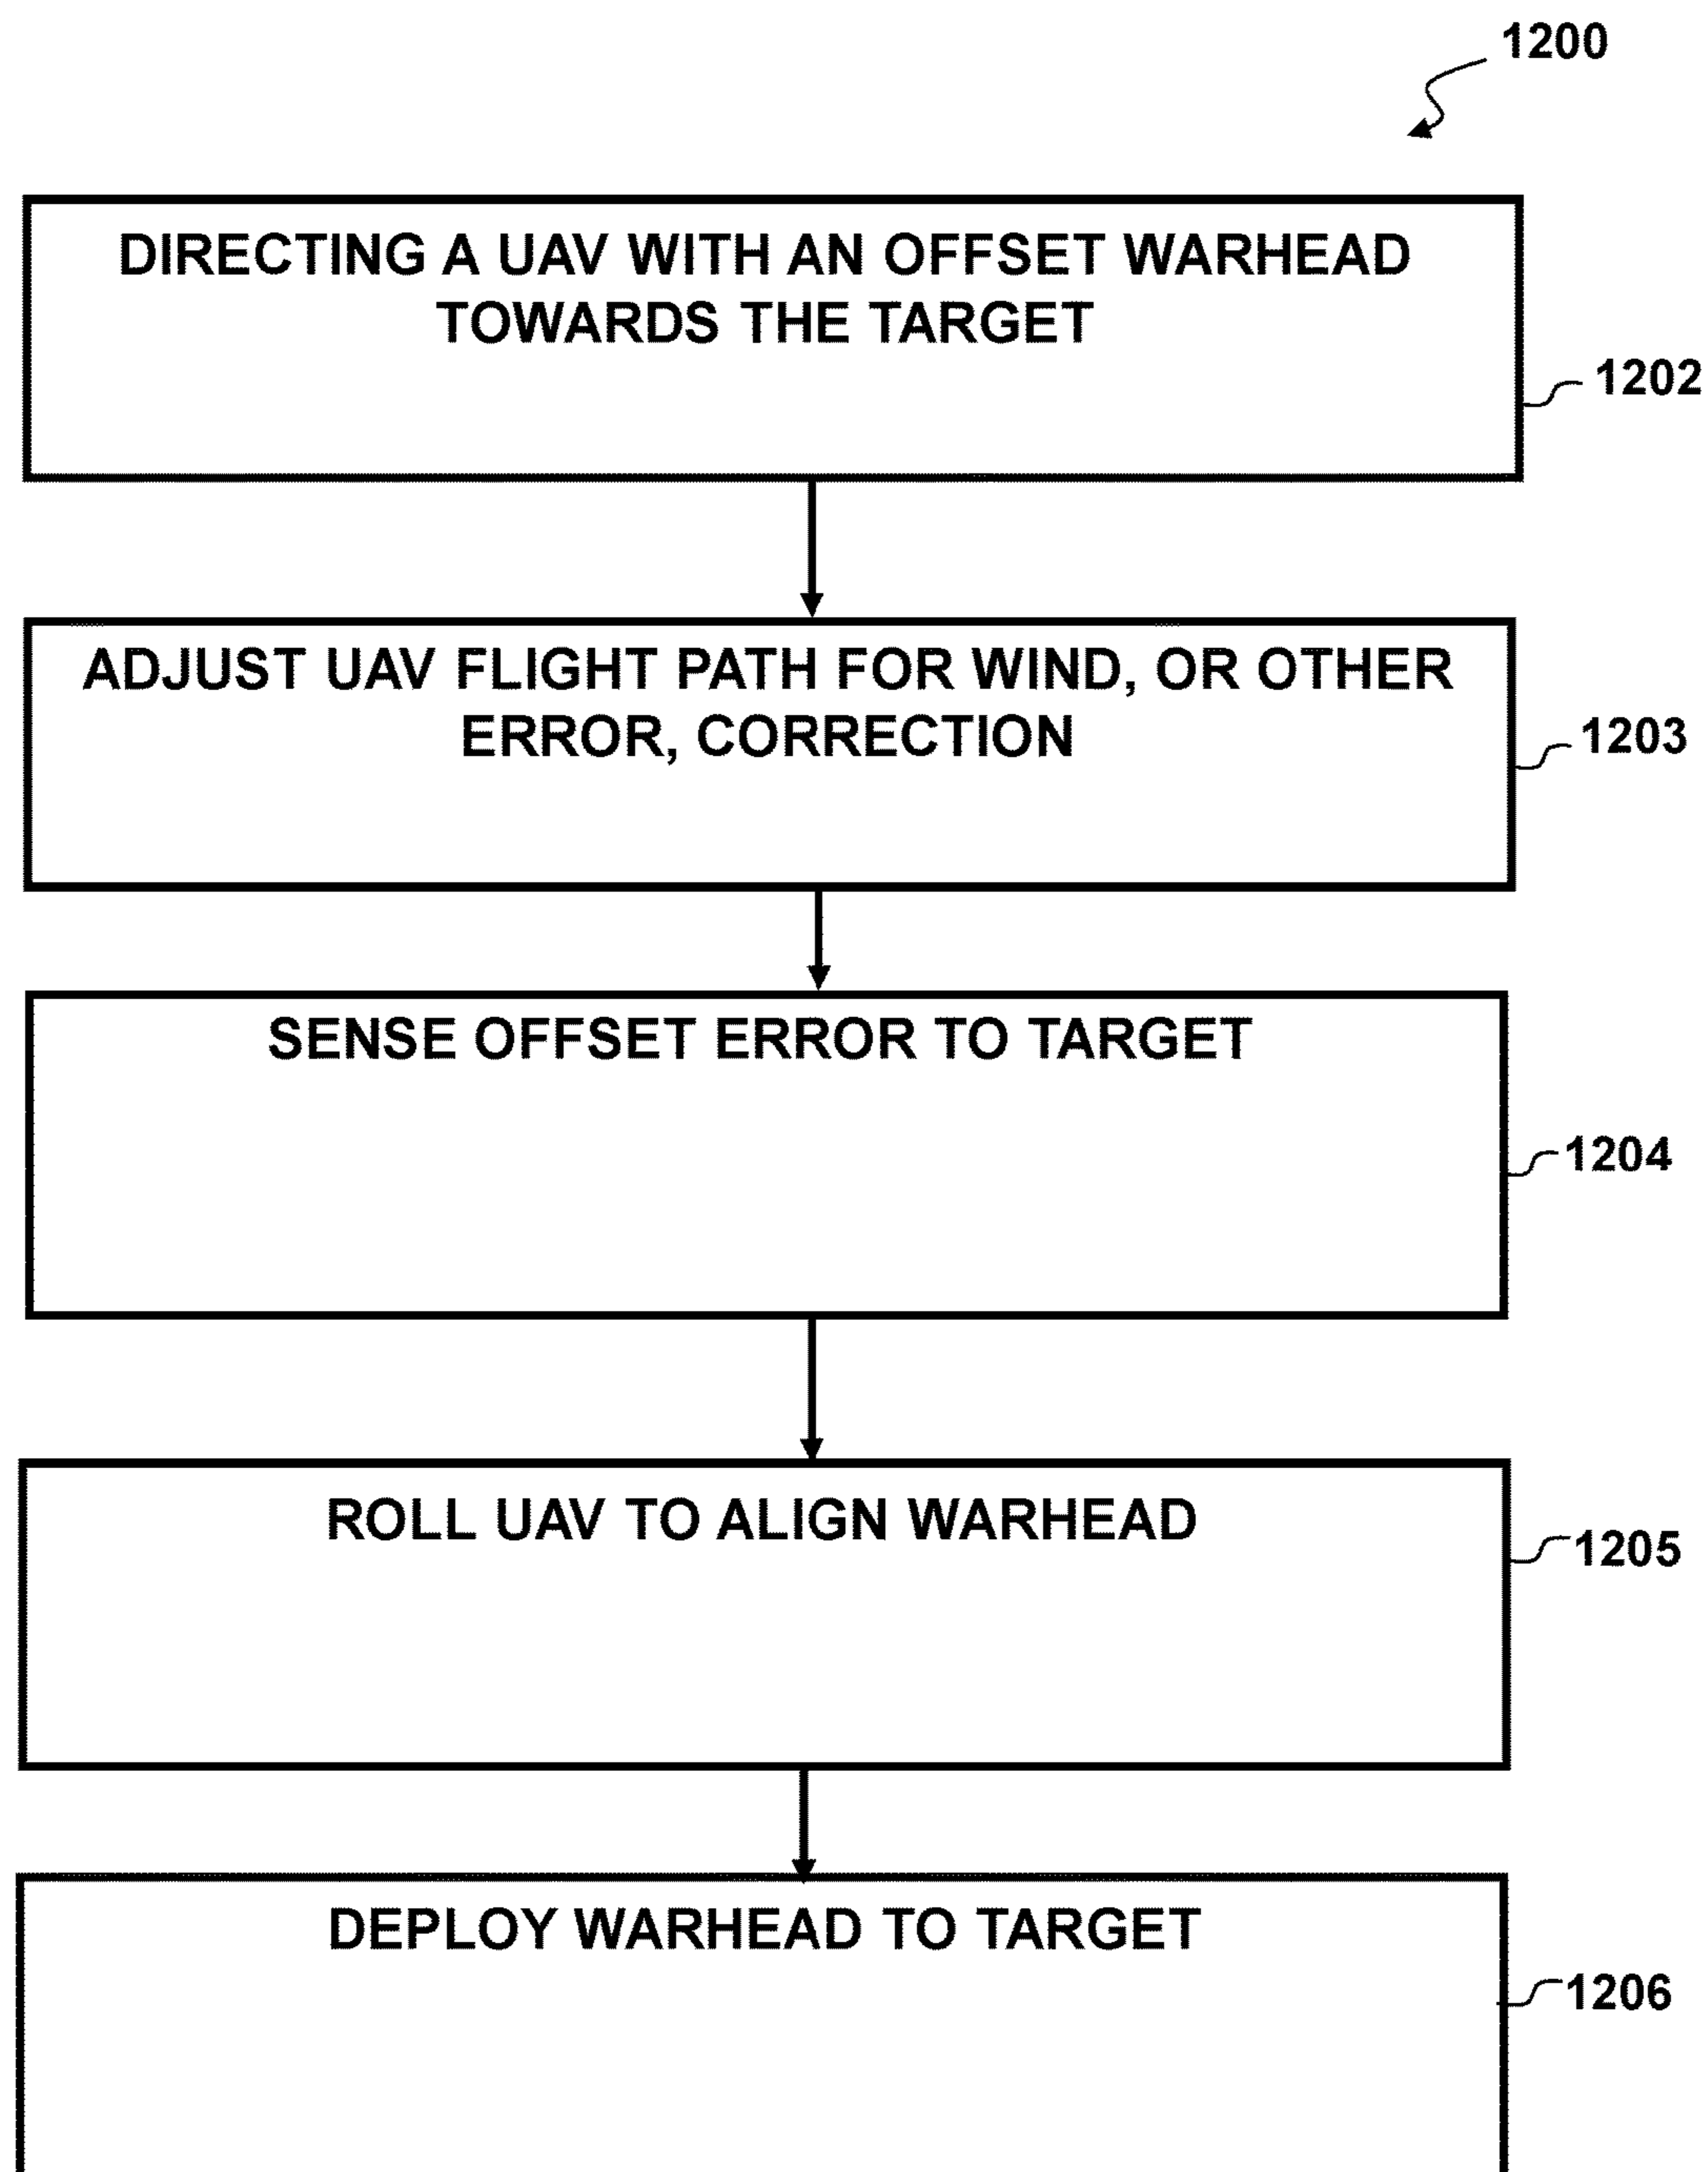 1200
DIRECTING A UAV WITH AN OFFSET WARHEAD
TOWARDS THE TARGET
1202
ADJUST UAV FLIGHT PATH FOR WIND, OR OTHER
ERROR, CORRECTION
1203
SENSE OFFSET ERROR TO TARGET
1204
ROLL UAV TO ALIGN WARHEAD
1205
DEPLOY WARHEAD TO TARGET
1206